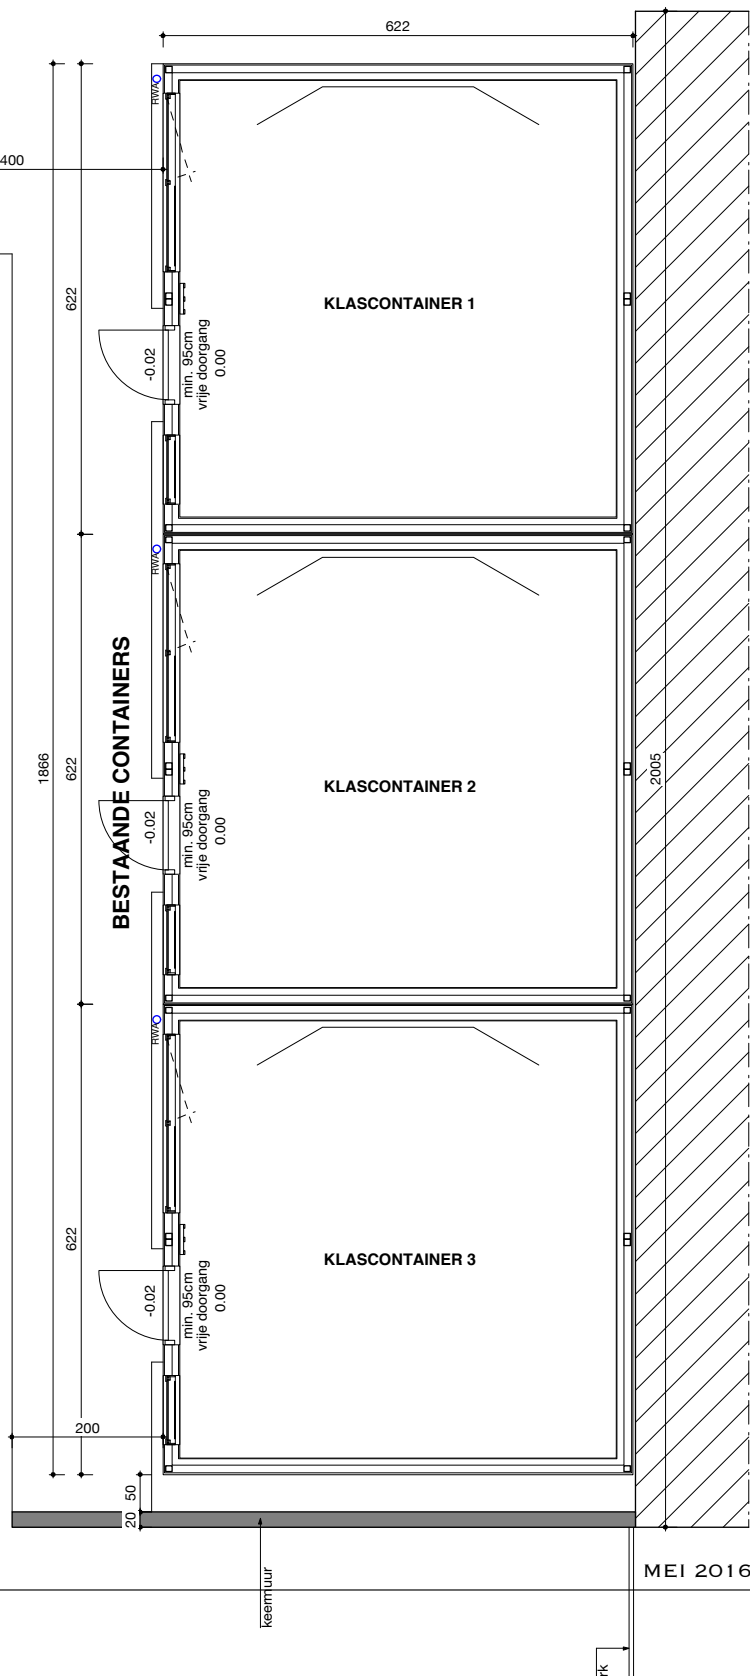 622
400
RWA
622
KLASCONTAINER 1
-0.02
min. 95cm
vrije doorgang
0.00
RWA
BESTAANDE CONTAINERS
1866
622
2005
KLASCONTAINER 2
-0.02
min. 95cm
vrije doorgang
0.00
RWA
622
KLASCONTAINER 3
-0.02
min. 95cm
vrije doorgang
0.00
200
50
20
MEI 2016
keermuur
rk